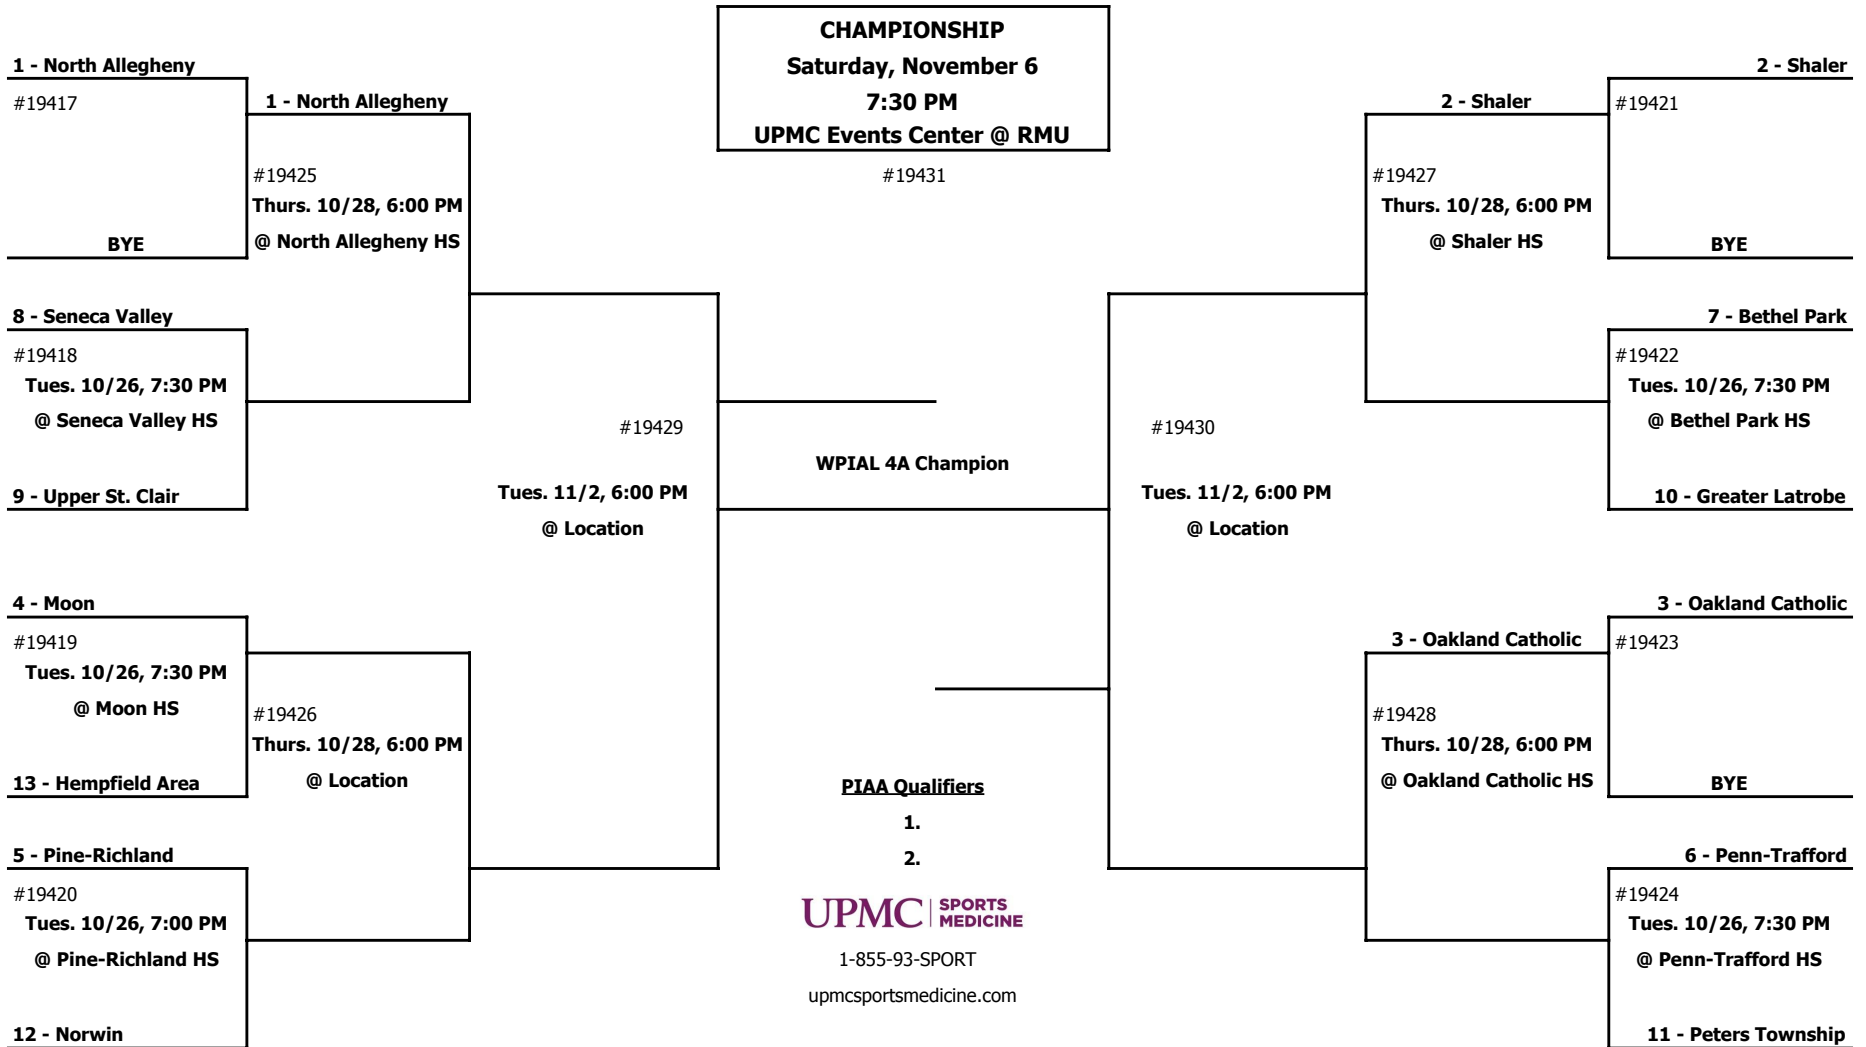 CHAMPIONSHIP
Saturday, November 6
7:30 PM
UPMC Events Center @ RMU
#19431
1 - North Allegheny
#19417
BYE
8 - Seneca Valley
#19418
Tues. 10/26, 7:30 PM
@ Seneca Valley HS
9 - Upper St. Clair
4 - Moon
#19419
Tues. 10/26, 7:30 PM
@ Moon HS
13 - Hempfield Area
5 - Pine-Richland
#19420
Tues. 10/26, 7:00 PM
@ Pine-Richland HS
12 - Norwin
1 - North Allegheny
#19425
Thurs. 10/28, 6:00 PM
@ North Allegheny HS
#19426
Thurs. 10/28, 6:00 PM
@ Location
#19429
Tues. 11/2, 6:00 PM
@ Location
WPIAL 4A Champion
PIAA Qualifiers
1.
2.
UPMC SPORTS
MEDICINE
1-855-93-SPORT
upmcsportsmedicine.com
#19430
Tues. 11/2, 6:00 PM
@ Location
2 - Shaler
#19427
Thurs. 10/28, 6:00 PM
@ Shaler HS
3 - Oakland Catholic
#19428
Thurs. 10/28, 6:00 PM
@ Oakland Catholic HS
2 - Shaler
#19421
BYE
7 - Bethel Park
#19422
Tues. 10/26, 7:30 PM
@ Bethel Park HS
10 - Greater Latrobe
3 - Oakland Catholic
#19423
BYE
6 - Penn-Trafford
#19424
Tues. 10/26, 7:30 PM
@ Penn-Trafford HS
11 - Peters Township